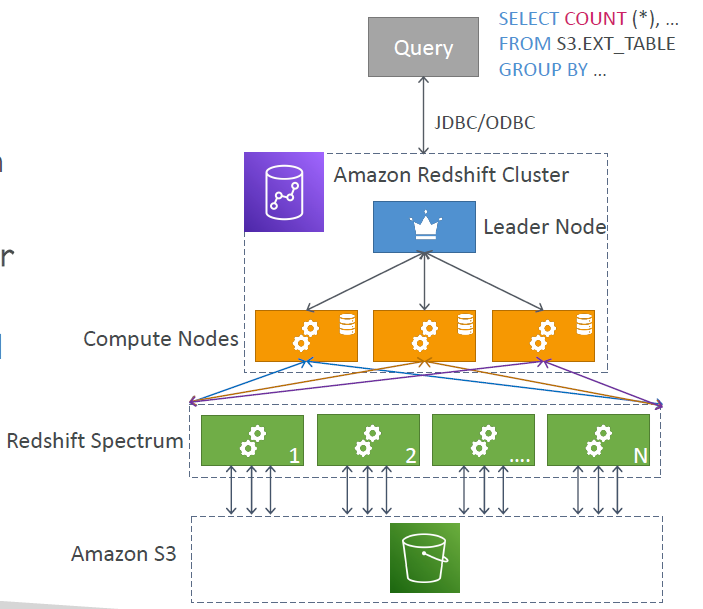 Query
SELECT COUNT (*), ...
FROM S3.EXT_TABLE
GROUP BY ...
JDBC/ODBC
Amazon Redshift Cluster
Leader Node
r
Compute Nodes
Redshift Spectrum
1
2
....
N
Amazon S3